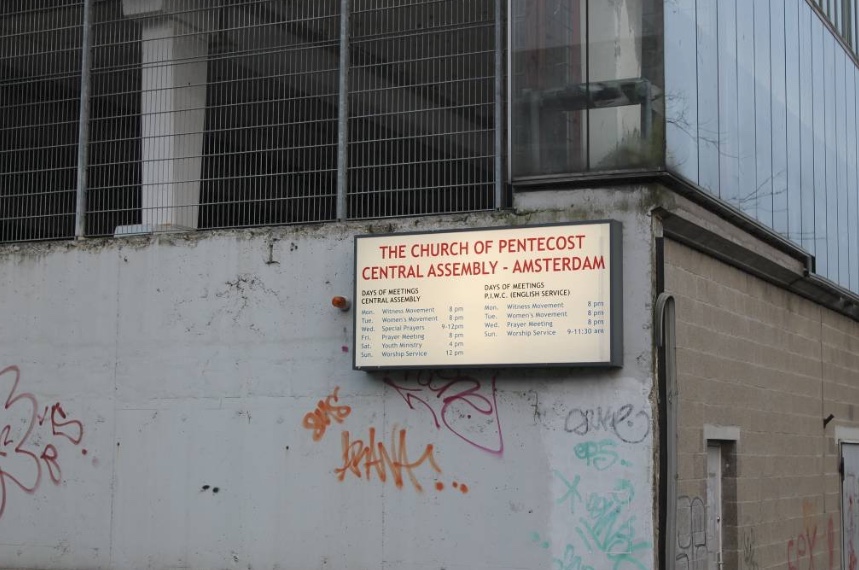 THE CHURCH OF PENTECOST
CENTRAL ASSEMBLY - AMSTERDAM
DAYS OF MEETINGS
CENTRAL ASSEMBLY
Mon. Witness Movement 8 pm
Tue. Women's Movement 8 pm
Wed. Special Prayers 9-12pm
Fri. Prayer Meeting 8 pm
Sat. Youth Ministry 4 pm
Sun. Worship Service 12 pm
DAYS OF MEETINGS
P.I.W.C. (ENGLISH SERVICE)
Mon. Witness Movement 8 pm
Tue. Women's Movement 8 pm
Wed. Prayer Meeting 8 pm
Sun. Worship Service 9-11:30 am